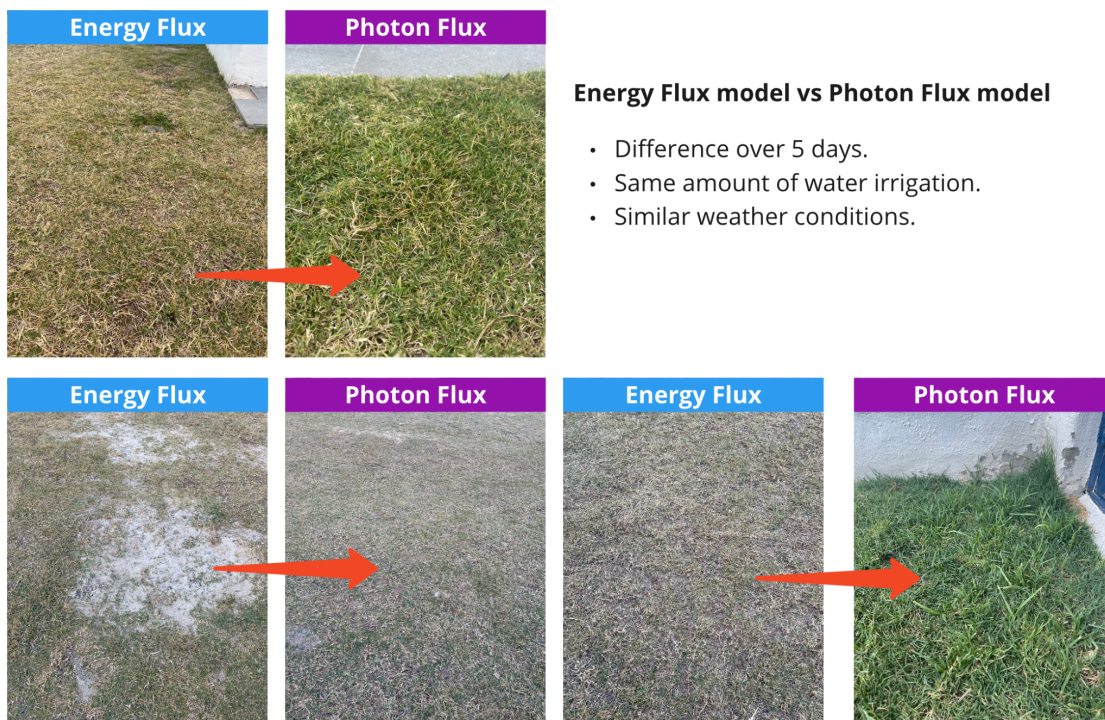 Energy Flux
Photon Flux
Energy Flux model vs Photon Flux model
• Difference over 5 days.
• Same amount of water irrigation.
• Similar weather conditions.
Energy Flux
Photon Flux
Energy Flux
Photon Flux